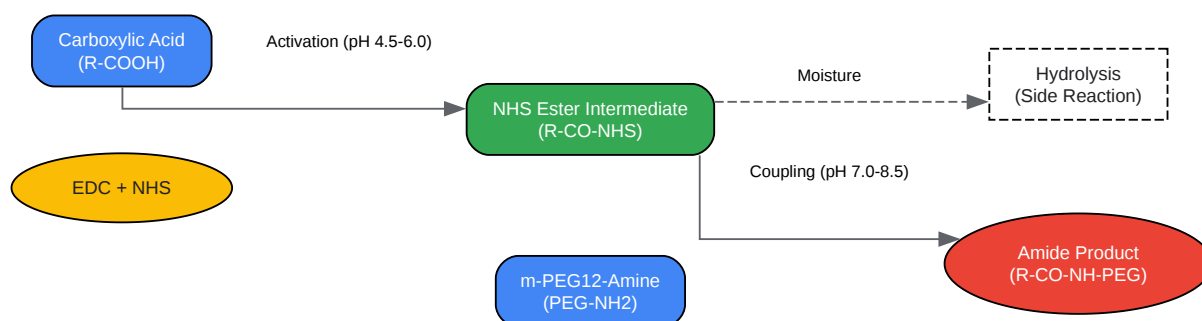 Carboxylic Acid
(R-COOH)
Activation (pH 4.5-6.0)
EDC + NHS
NHS Ester Intermediate
(R-CO-NHS)
Moisture
Hydrolysis
(Side Reaction)
Coupling (pH 7.0-8.5)
m-PEG12-Amine
(PEG-NH2)
Amide Product
(R-CO-NH-PEG)